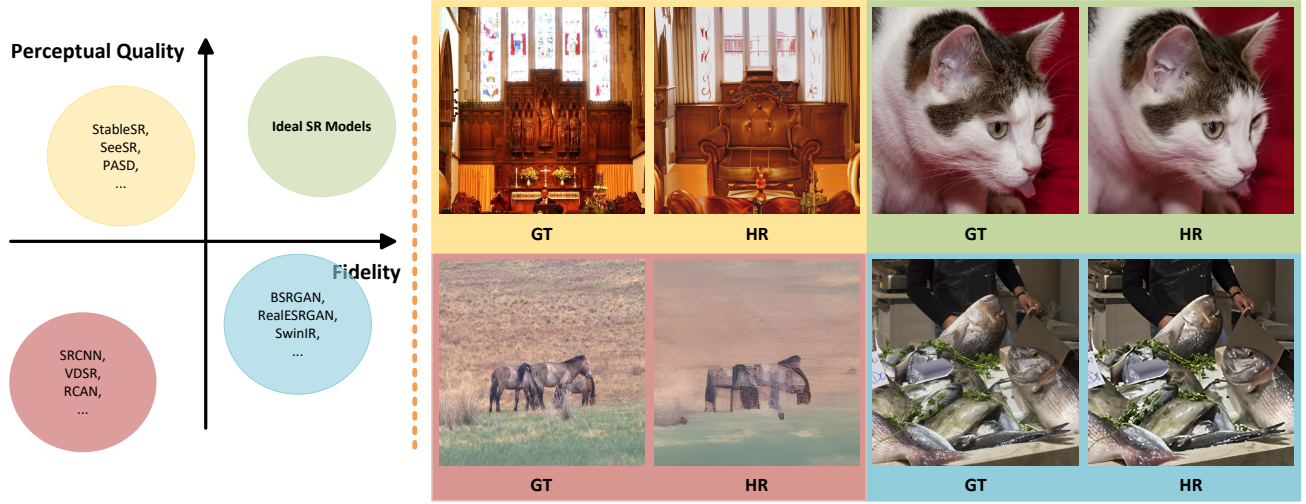 Perceptual Quality
StableSR,
SeeSR,
PASD,
...
Ideal SR Models
Fidelity
BSRGAN,
RealESRGAN,
SwinIR,
...
SRCNN,
VDSR,
RCAN,
...
GT
HR
GT
HR
GT
HR
GT
HR